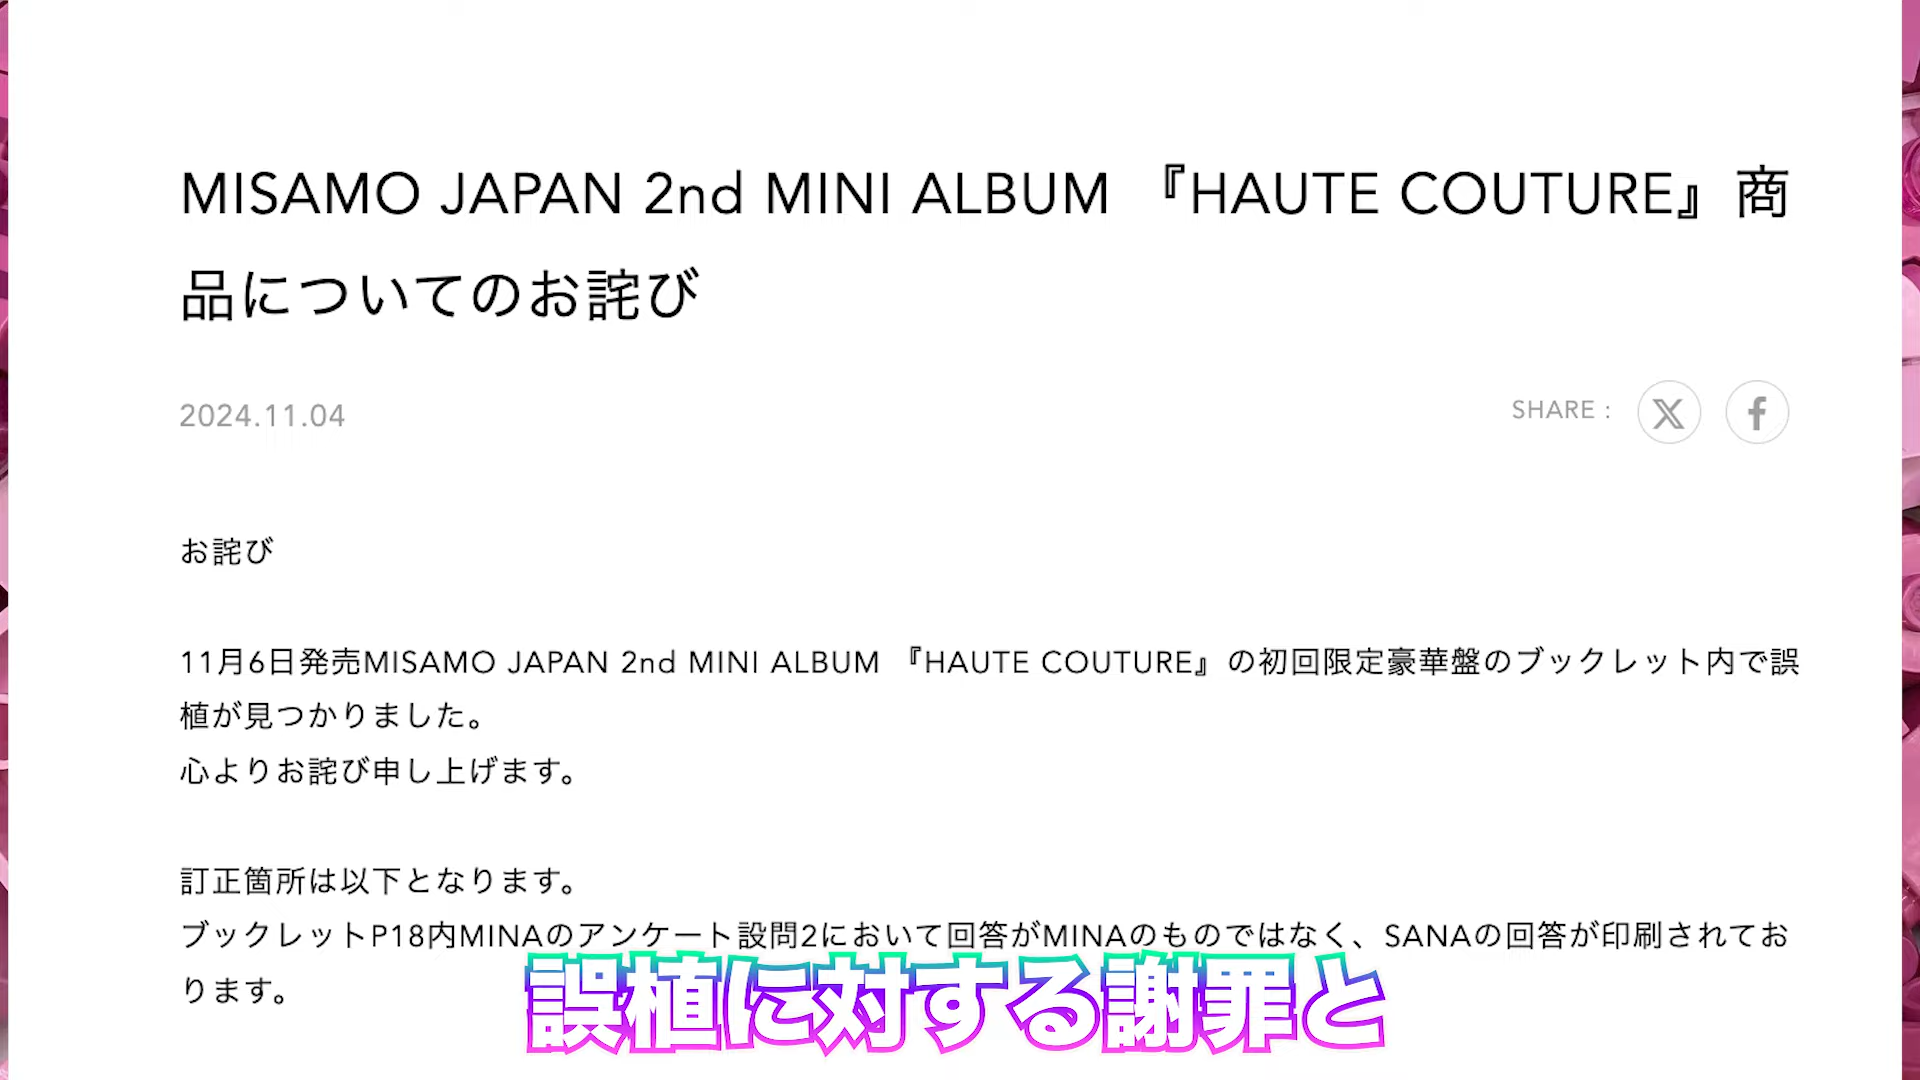 MISAMO JAPAN 2nd MINI ALBUM 『HAUTE COUTURE』商
品についてのお詫び
2024.11.04
SHARE :
お詫び
11月6日発売MISAMO JAPAN 2nd MINI ALBUM 『HAUTE COUTURE』の初回限定豪華盤のブックレット内で誤
植が見つかりました。
心よりお詫び申し上げます。
訂正箇所は以下となります。
ブックレットP18内MINAのアンケート設問2において回答がMINAのものではなく、SANAの回答が印刷されてお
ります。
誤植に対する謝罪と